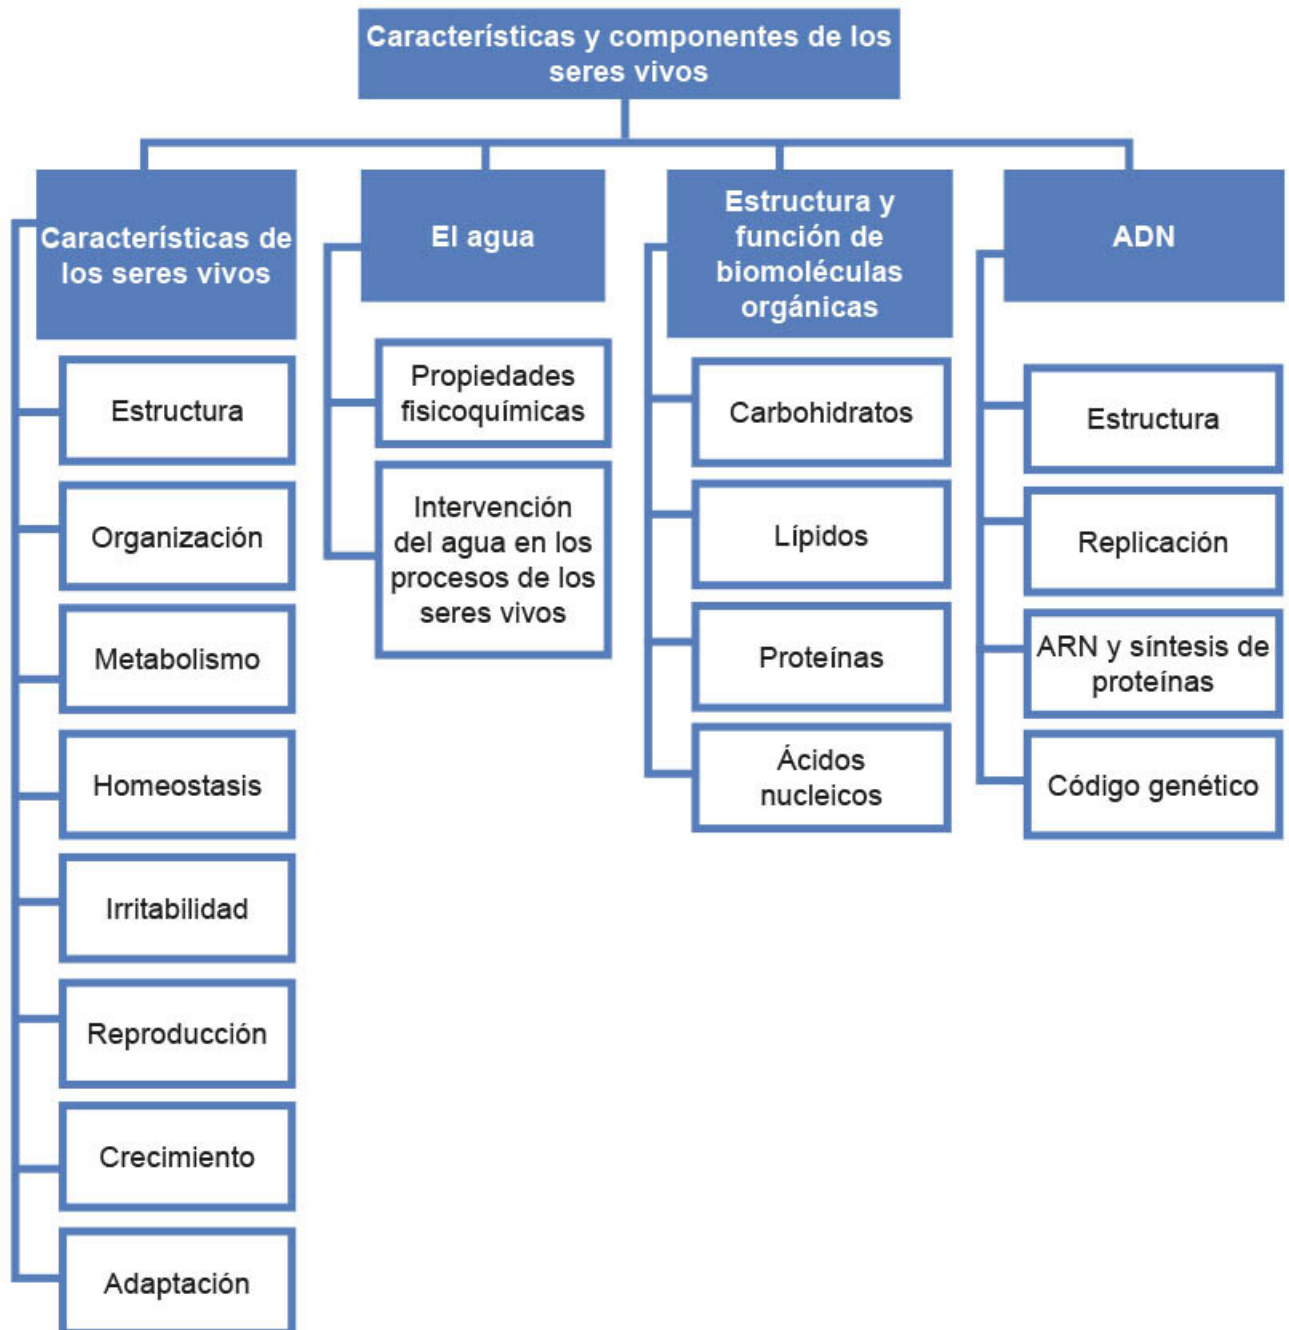 Características y componentes de los
seres vivos
Características de
los seres vivos
Estructura
Organización
Metabolismo
Homeostasis
Irritabilidad
Reproducción
Crecimiento
Adaptación
El agua
Propiedades
fisicoquímicas
Intervención
del agua en los
procesos de los
seres vivos
Estructura y
función de
biomoléculas
orgánicas
Carbohidratos
Lípidos
Proteínas
Ácidos
nucleicos
ADN
Estructura
Replicación
ARN y síntesis de
proteínas
Código genético